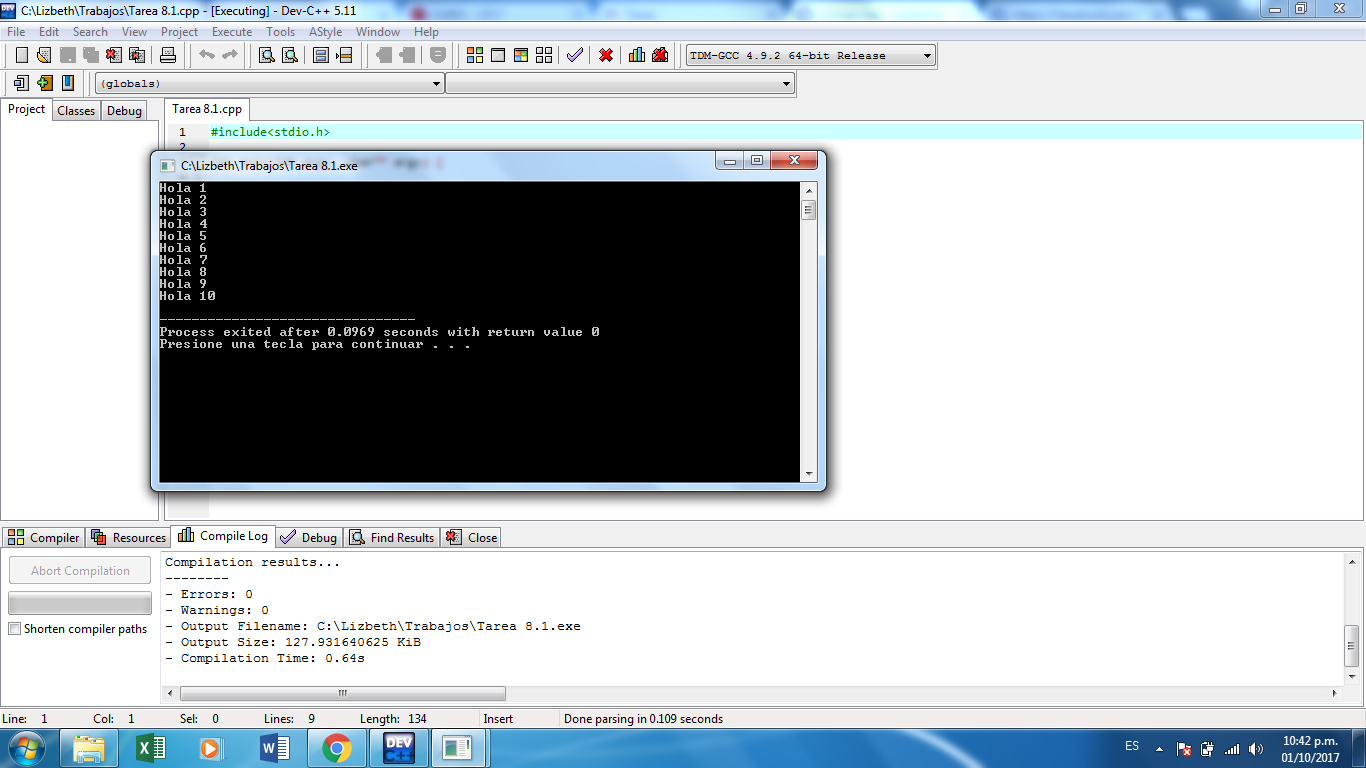 C:\Lizbeth\Trabajos\Tarea 8.1.cpp - [Executing] - Dev-C++ 5.11
File Edit Search View Project Execute Tools AStyle Window Help
TDM-GCC 4.9.2 64-bit Release
(globals)
Project Classes Debug
Tarea 8.1.cpp
1 #include<stdio.h>
2
C:\Lizbeth\Trabajos\Tarea 8.1.exe
Hola 1
Hola 2
Hola 3
Hola 4
Hola 5
Hola 6
Hola 7
Hola 8
Hola 9
Hola 10
--------------------------------
Process exited after 0.0969 seconds with return value 0
Presione una tecla para continuar . . .
Compiler Resources Compile Log Debug Find Results Close
Abort Compilation
Shorten compiler paths
Compilation results...
--------
- Errors: 0
- Warnings: 0
- Output Filename: C:\Lizbeth\Trabajos\Tarea 8.1.exe
- Output Size: 127.931640625 KiB
- Compilation Time: 0.64s
Line: 1 Col: 1 Sel: 0 Lines: 9 Length: 134 Insert Done parsing in 0.109 seconds
DEV C++
ES
10:42 p.m.
01/10/2017